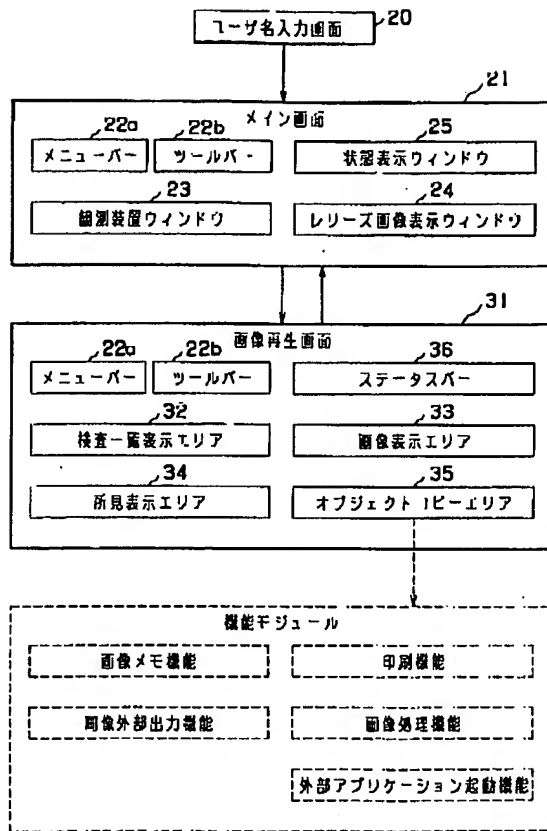 20
ユーザ名入力画面
21
メイン画面
22a 22b 25
メニューバー ツールバー 状態表示ウィンドウ
23 24
観測装置ウィンドウ レリーズ画像表示ウィンドウ
31
画像再生画面
22a 22b 36
メニューバー ツールバー ステータスバー
32 33
検査一覧表示エリア 画像表示エリア
34 35
所見表示エリア オブジェクトコピーエリア
機能モジュール
画像メモ機能 印刷機能
画像外部出力機能 画像処理機能
外部アプリケーション起動機能